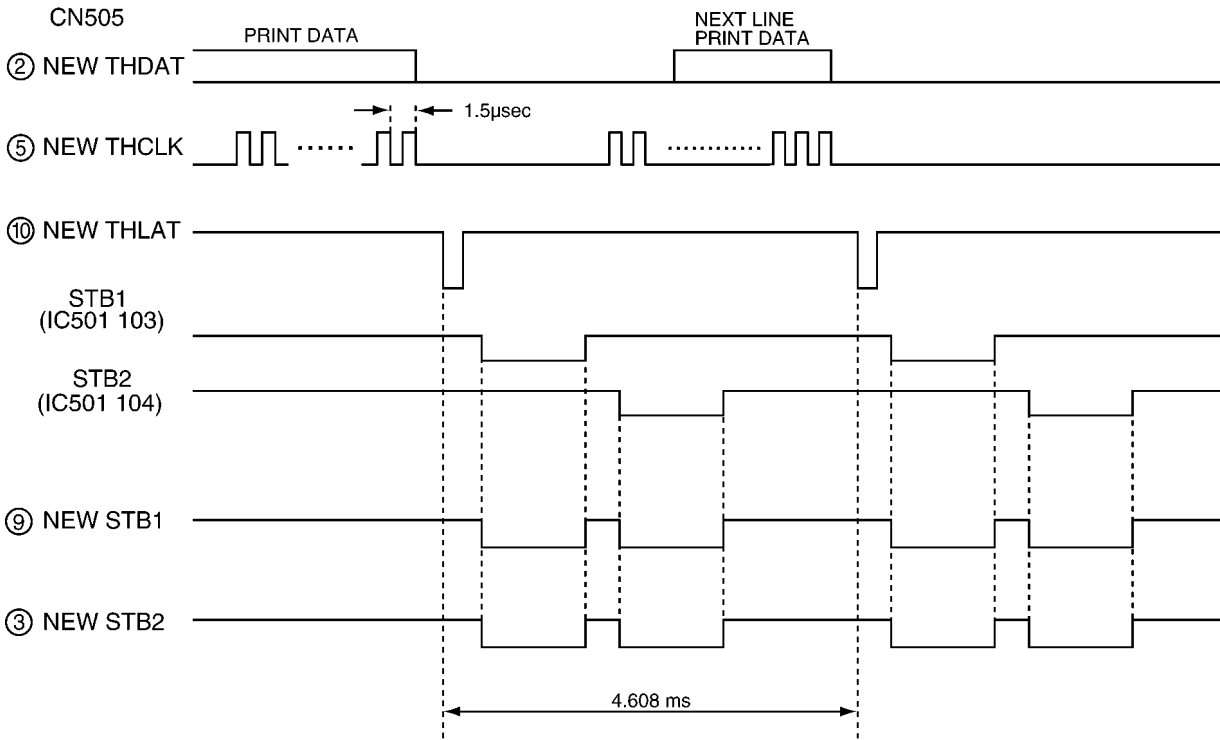 CN505
PRINT DATA
NEXT LINE
PRINT DATA
② NEW THDAT
1.5µsec
⑤ NEW THCLK
⑩ NEW THLAT
STB1
(IC501 103)
STB2
(IC501 104)
⑨ NEW STB1
③ NEW STB2
4.608 ms